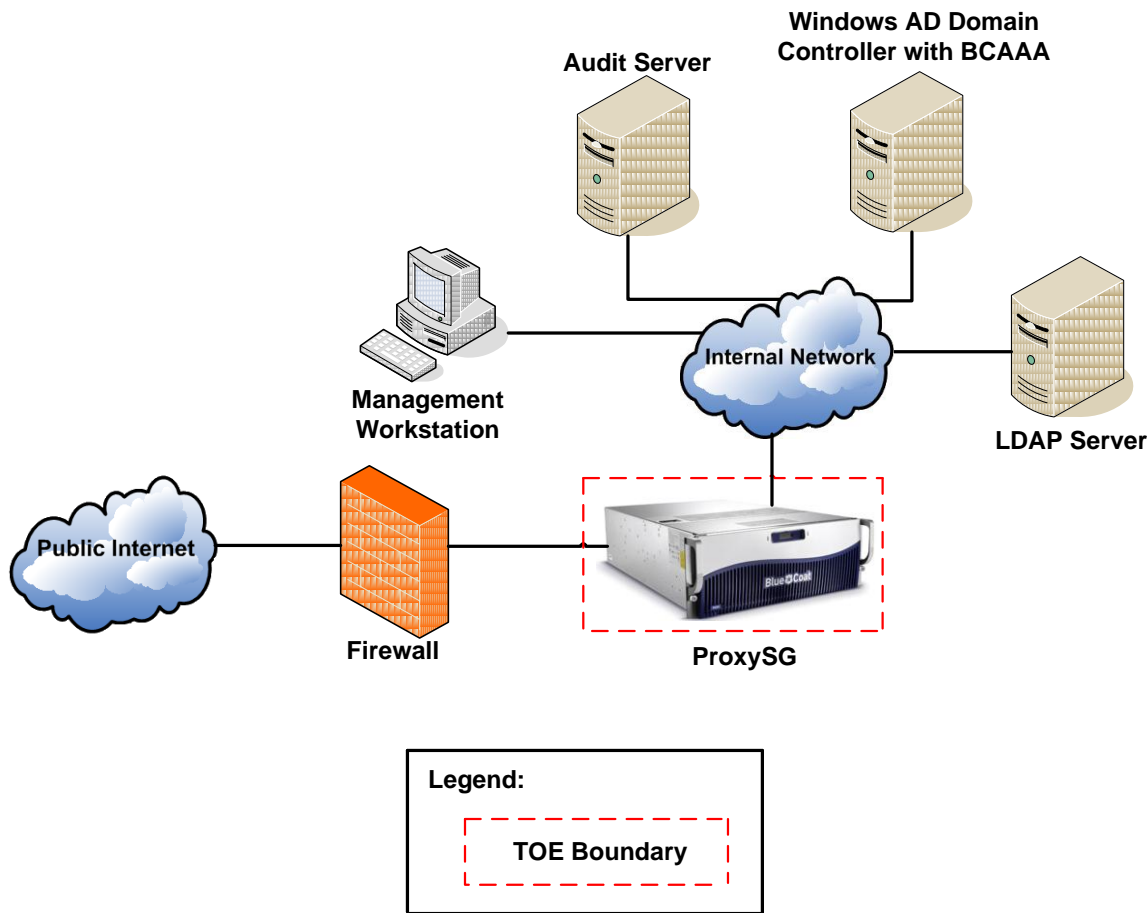 Windows AD Domain
Controller with BCAAA
Audit Server
Internal Network
Management
Workstation
LDAP Server
Public Internet
Blue Coat
Firewall
ProxySG
Legend:
TOE Boundary